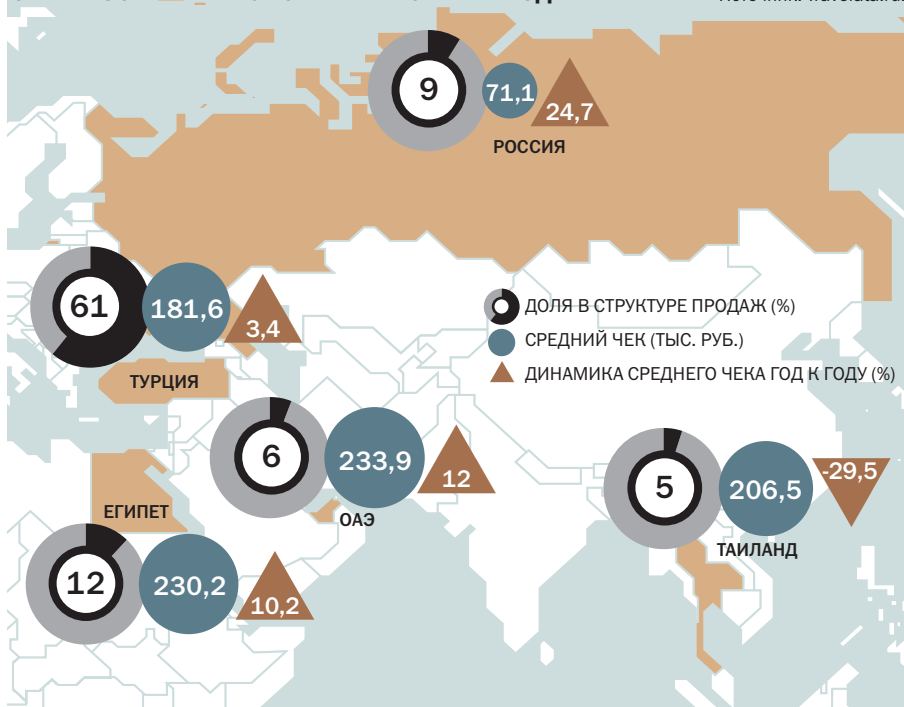 9
71,1
24,7
РОССИЯ
61
181,6
3,4
ТУРЦИЯ
ДОЛЯ В СТРУКТУРЕ ПРОДАЖ (%)
СРЕДНИЙ ЧЕК (ТЫС. РУБ.)
ДИНАМИКА СРЕДНЕГО ЧЕКА ГОД К ГОДУ (%)
6
233,9
12
ОАЭ
5
206,5
-29,5
ТАИЛАНД
ЕГИПЕТ
12
230,2
10,2